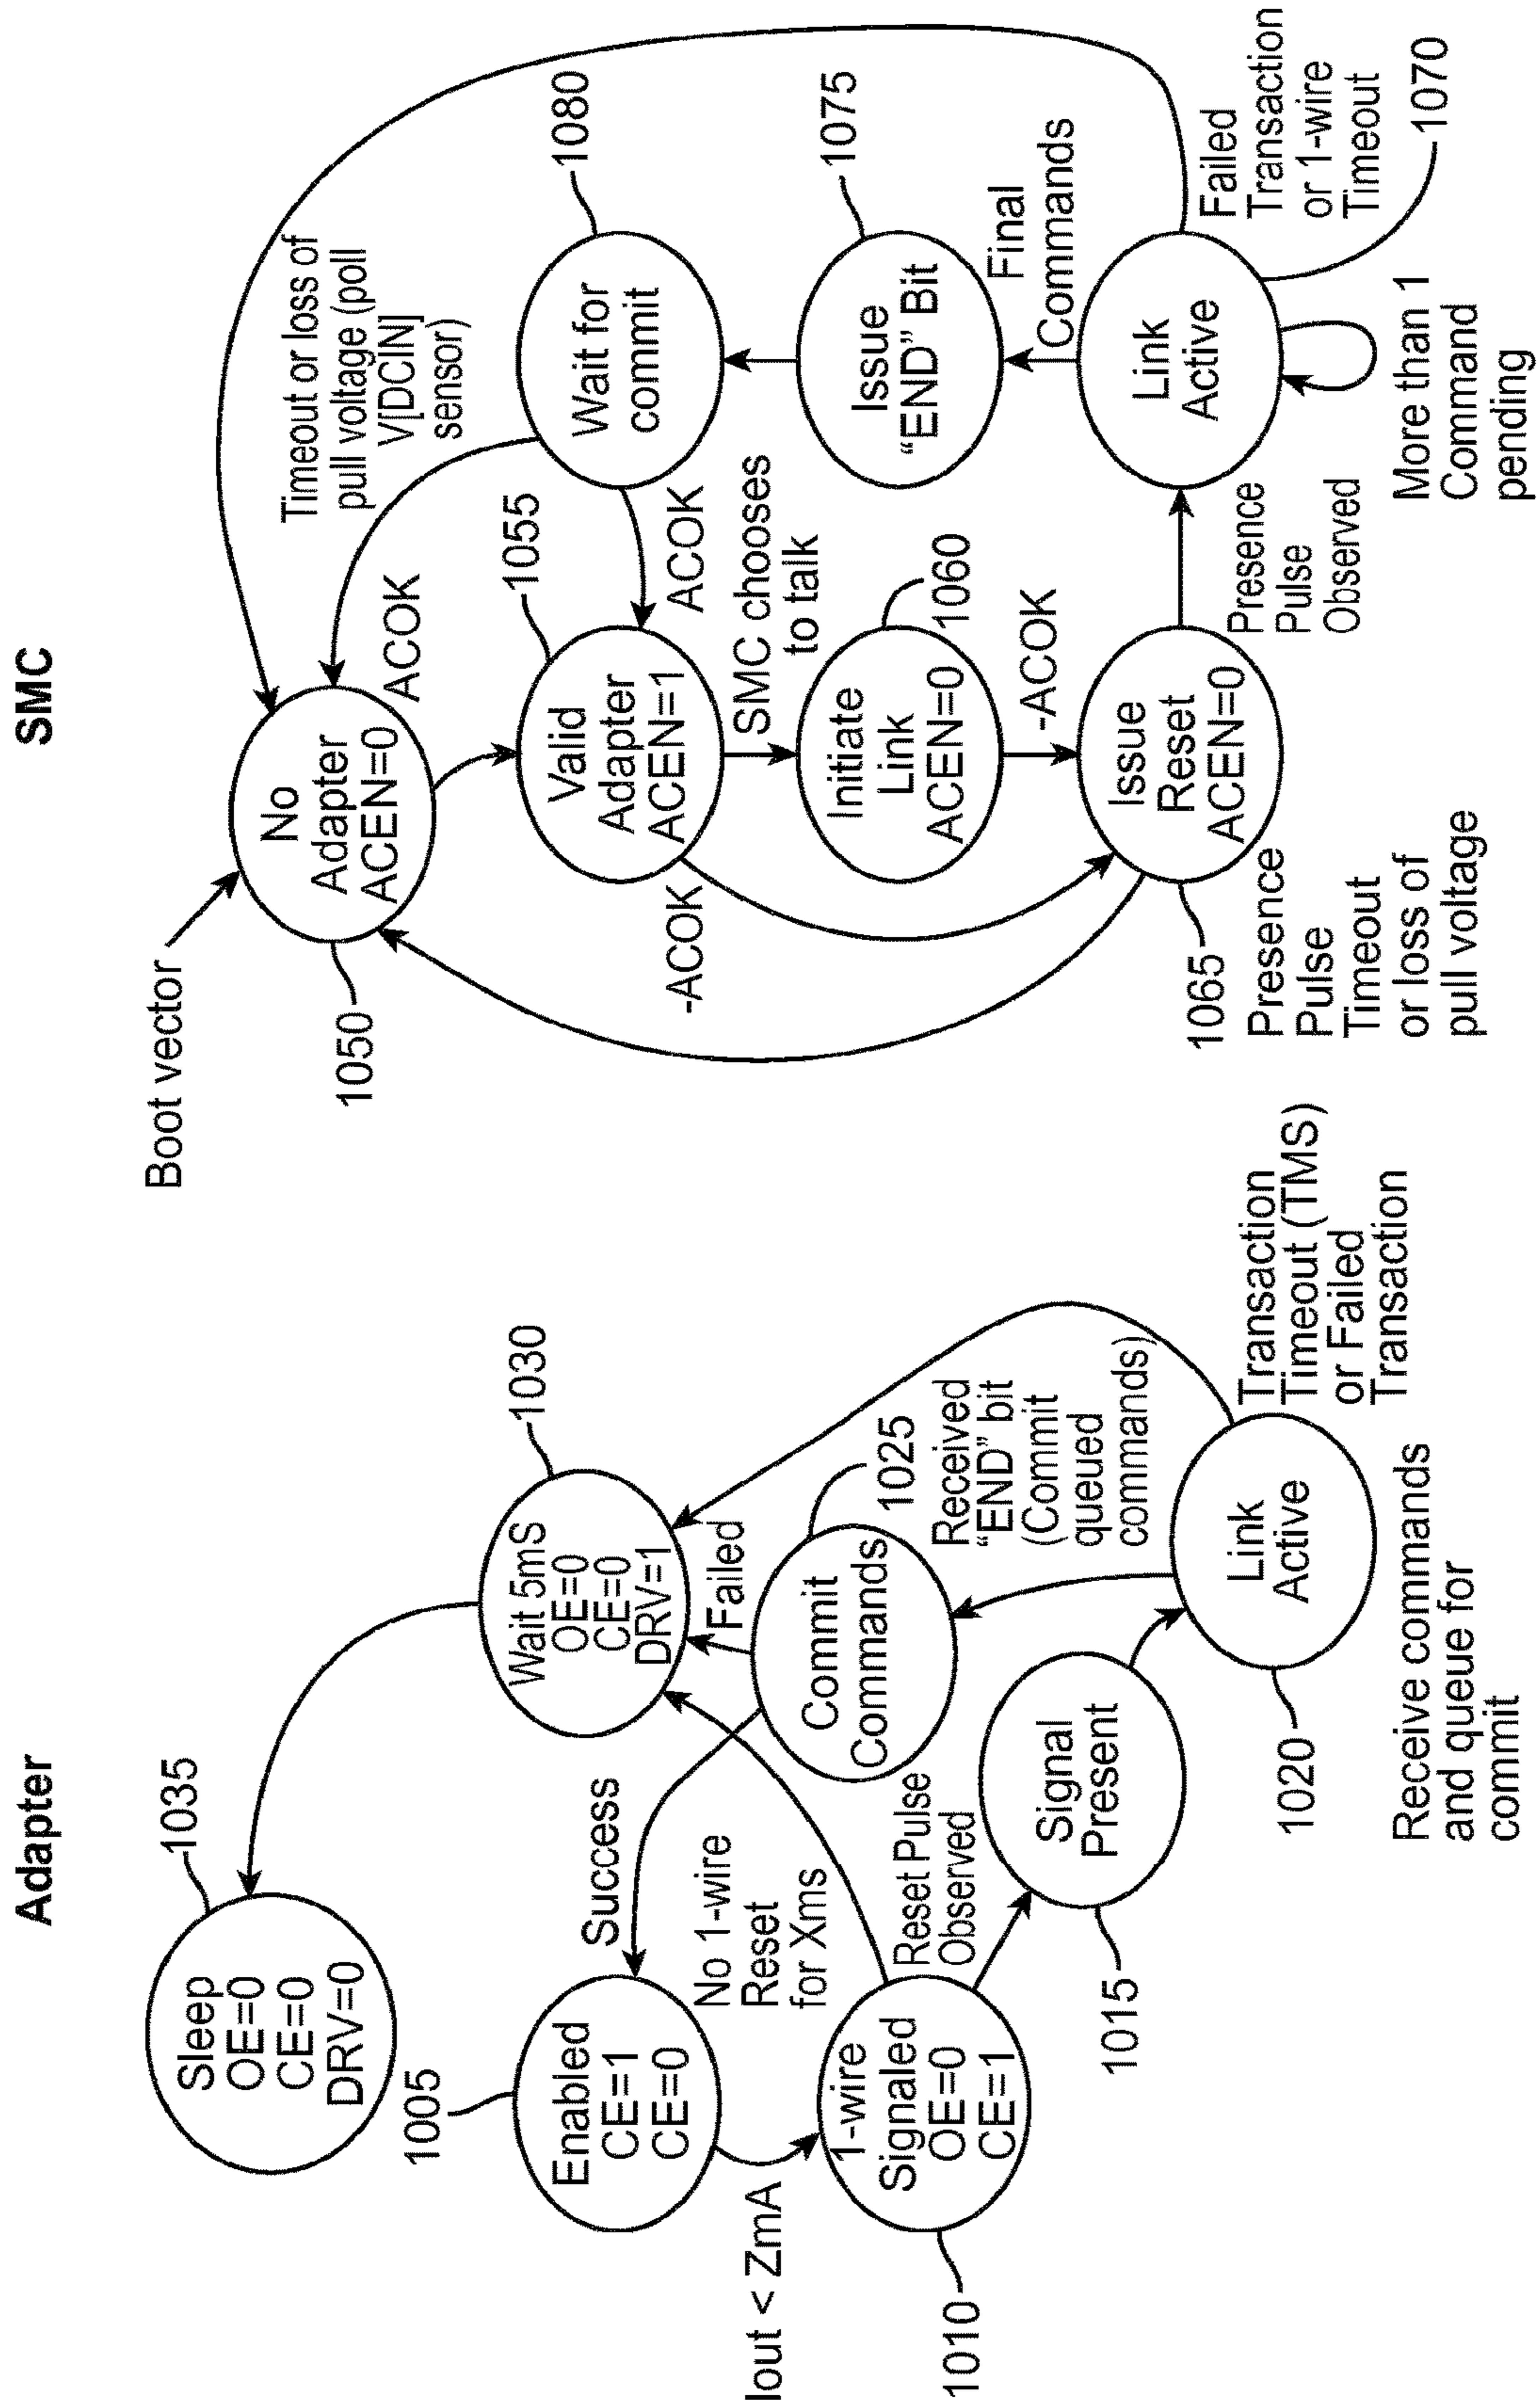 Adapter
Sleep
OE=0
CE=0
DRV=0
1035
1005
Enabled
CE=1
CE=0
Success
Wait 5mS
OE=0
CE=0
DRV=1
1030
Failed
Iout < ZmA
No 1-wire
Reset
for Xms
1-wire
Signaled
OE=0
CE=1
1010
Reset Pulse
Observed
Commit
Commands
1025
Received
“END” bit
(Commit
queued
commands)
Signal
Present
1015
Link
Active
1020
Transaction
Timeout (TMS)
or Failed
Transaction
Receive commands
and queue for
commit
SMC
Boot vector
No
Adapter
ACEN=0
1050
ACOK
Timeout or loss of
pull voltage (poll
V[DCIN]
sensor)
Valid
Adapter
ACEN=1
1055
ACOK
Wait for
commit
1080
-ACOK
SMC chooses
to talk
Initiate
Link
ACEN=0
1060
Issue
“END” Bit
1075
-ACOK
Final
Commands
Issue
Reset
ACEN=0
1065
Presence
Pulse
Timeout
or loss of
pull voltage
Presence
Pulse
Observed
Link
Active
Failed
Transaction
or 1-wire
Timeout
1070
More than 1
Command
pending